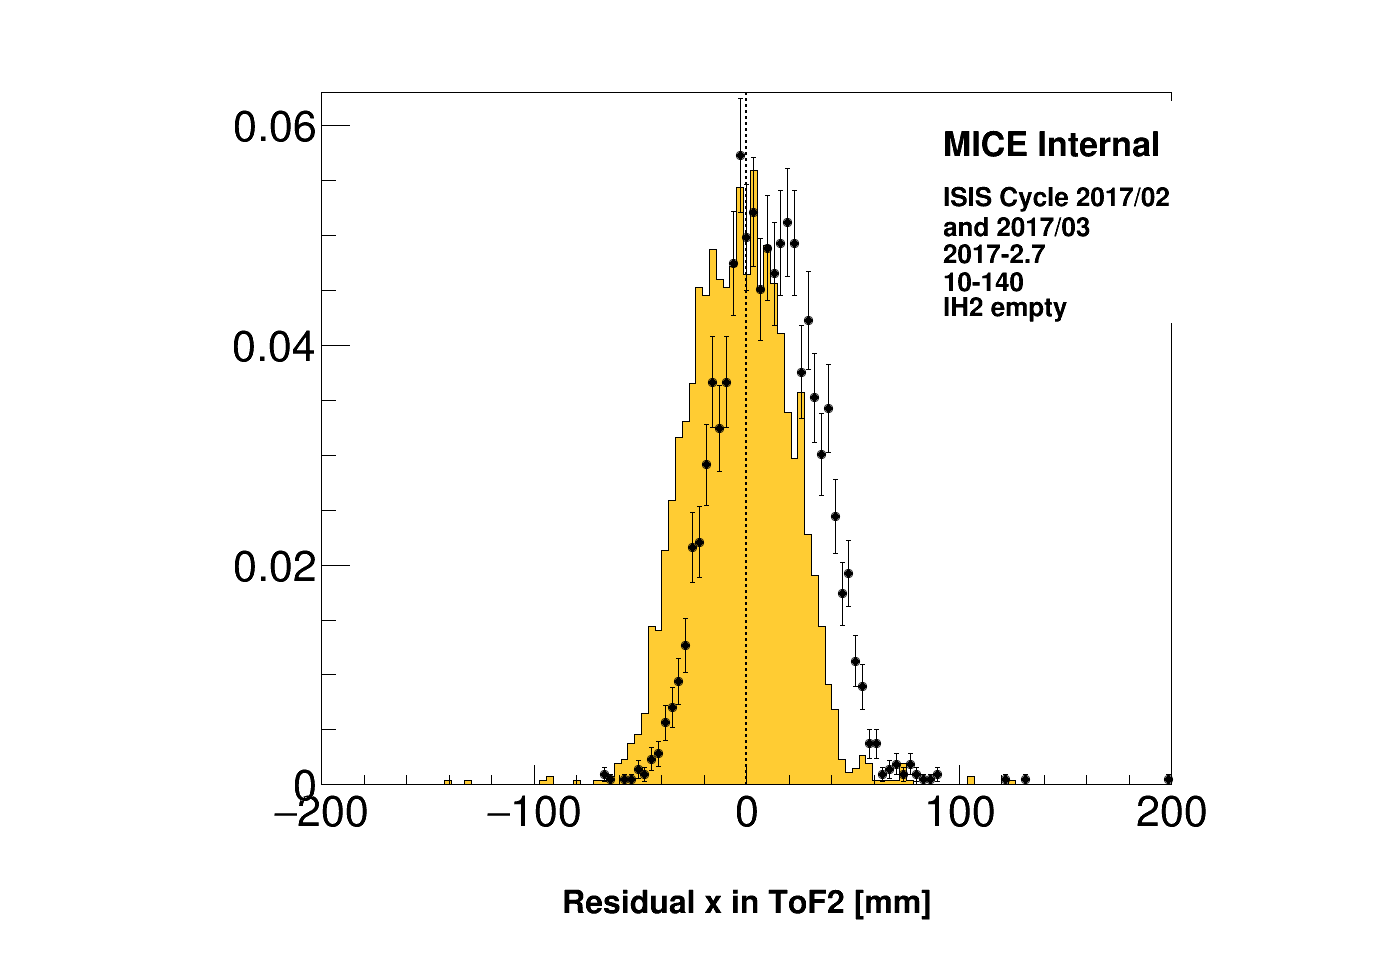 0.06
MICE Internal
ISIS Cycle 2017/02
and 2017/03
2017-2.7
10-140
lH2 empty
0.04
0.02
0
−200 −100 0 100 200
Residual x in ToF2 [mm]